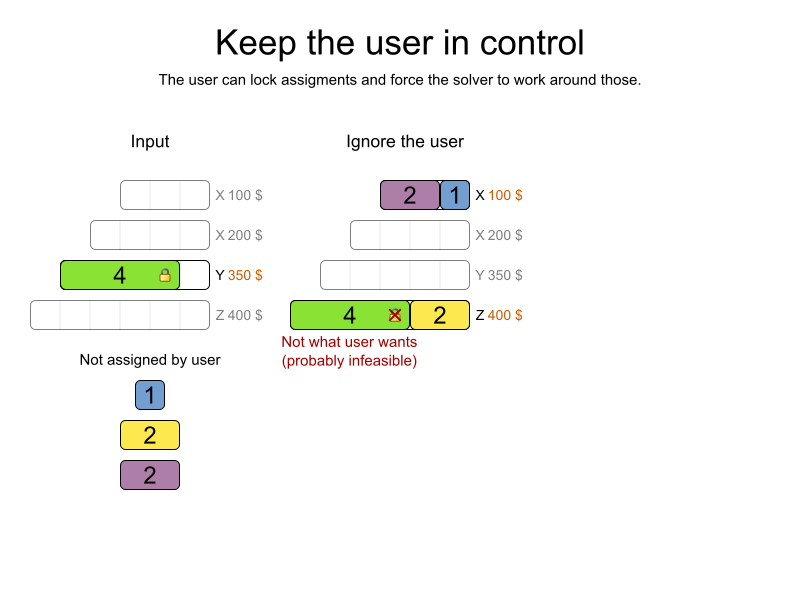 Keep the user in control
The user can lock assigments and force the solver to work around those.
Input
Ignore the user
X 100 $
2 1 X 100 $
X 200 $
X 200 $
4 Y 350 $
Y 350 $
Z 400 $
4 2 Z 400 $
Not what user wants
(probably infeasible)
Not assigned by user
1
2
2